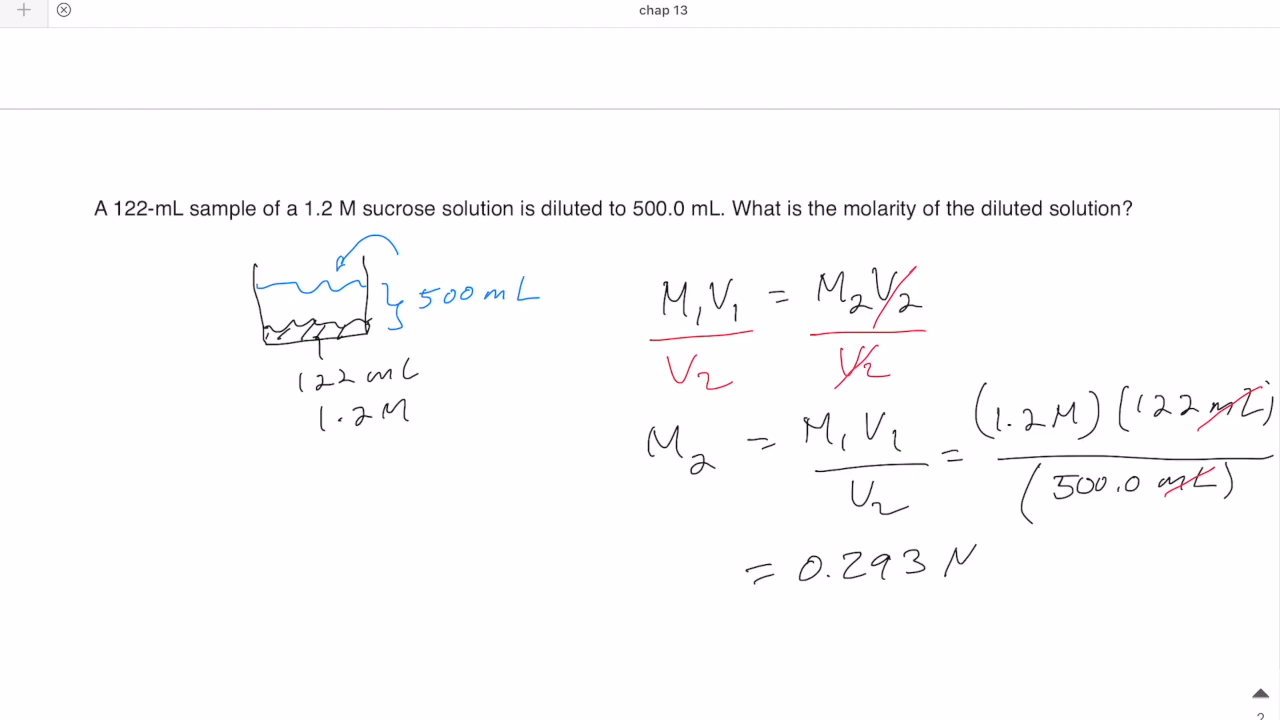 chap 13
A 122-mL sample of a 1.2 M sucrose solution is diluted to 500.0 mL. What is the molarity of the diluted solution?
500 mL
122 mL
1.2 M
M₁V₁ = M₂V₂
V₂ V₂
M₂ = M₁V₁ = (1.2M) (122 mL)
V₂ (500.0 mL)
= 0.293 N
2